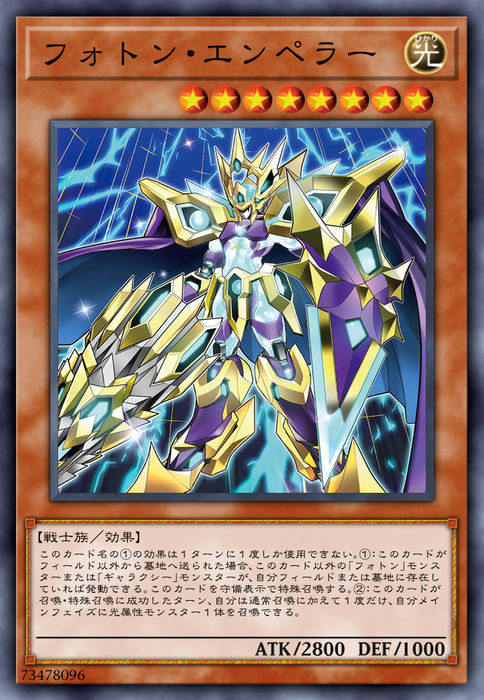 フォトン・エンペラー
ひかり
光
【戦士族／効果】
このカード名の①の効果は１ターンに１度しか使用できない。①：このカードが
フィールド以外から墓地へ送られた場合、このカード以外の「フォトン」モンス
ターまたは「ギャラクシー」モンスターが、自分フィールドまたは墓地に存在し
ていれば発動できる。このカードを守備表示で特殊召喚する。②：このカードが
召喚・特殊召喚に成功したターン、自分は通常召喚に加えて１度だけ、自分メイ
ンフェイズに光属性モンスター１体を召喚できる。
ATK/2800 DEF/1000
73478096